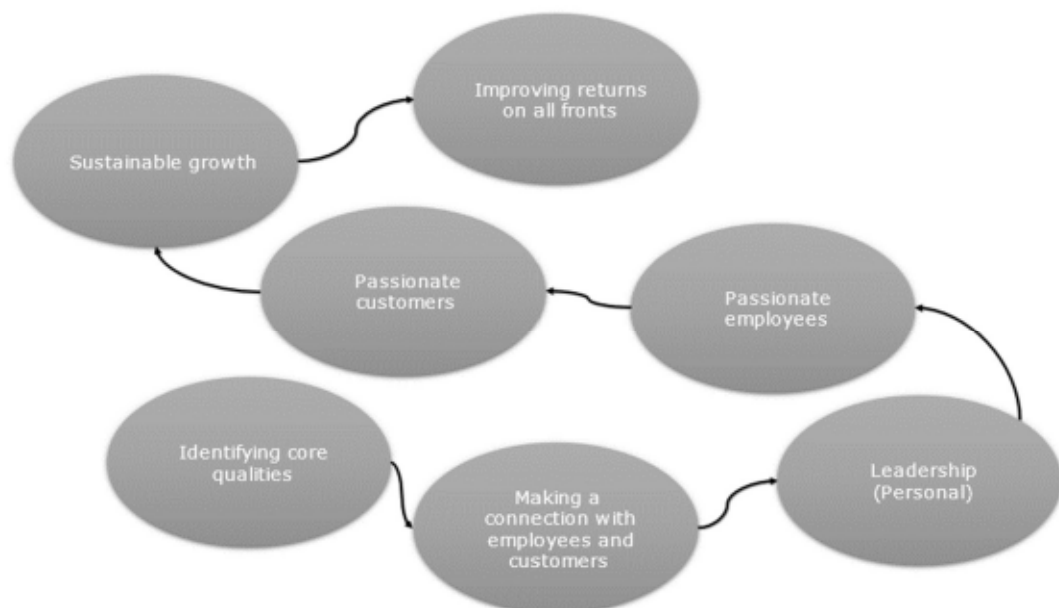 Improving returns
on all fronts
Sustainable growth
Passionate
customers
Passionate
employees
Identifying core
qualities
Making a
connection with
employees and
customers
Leadership
(Personal)